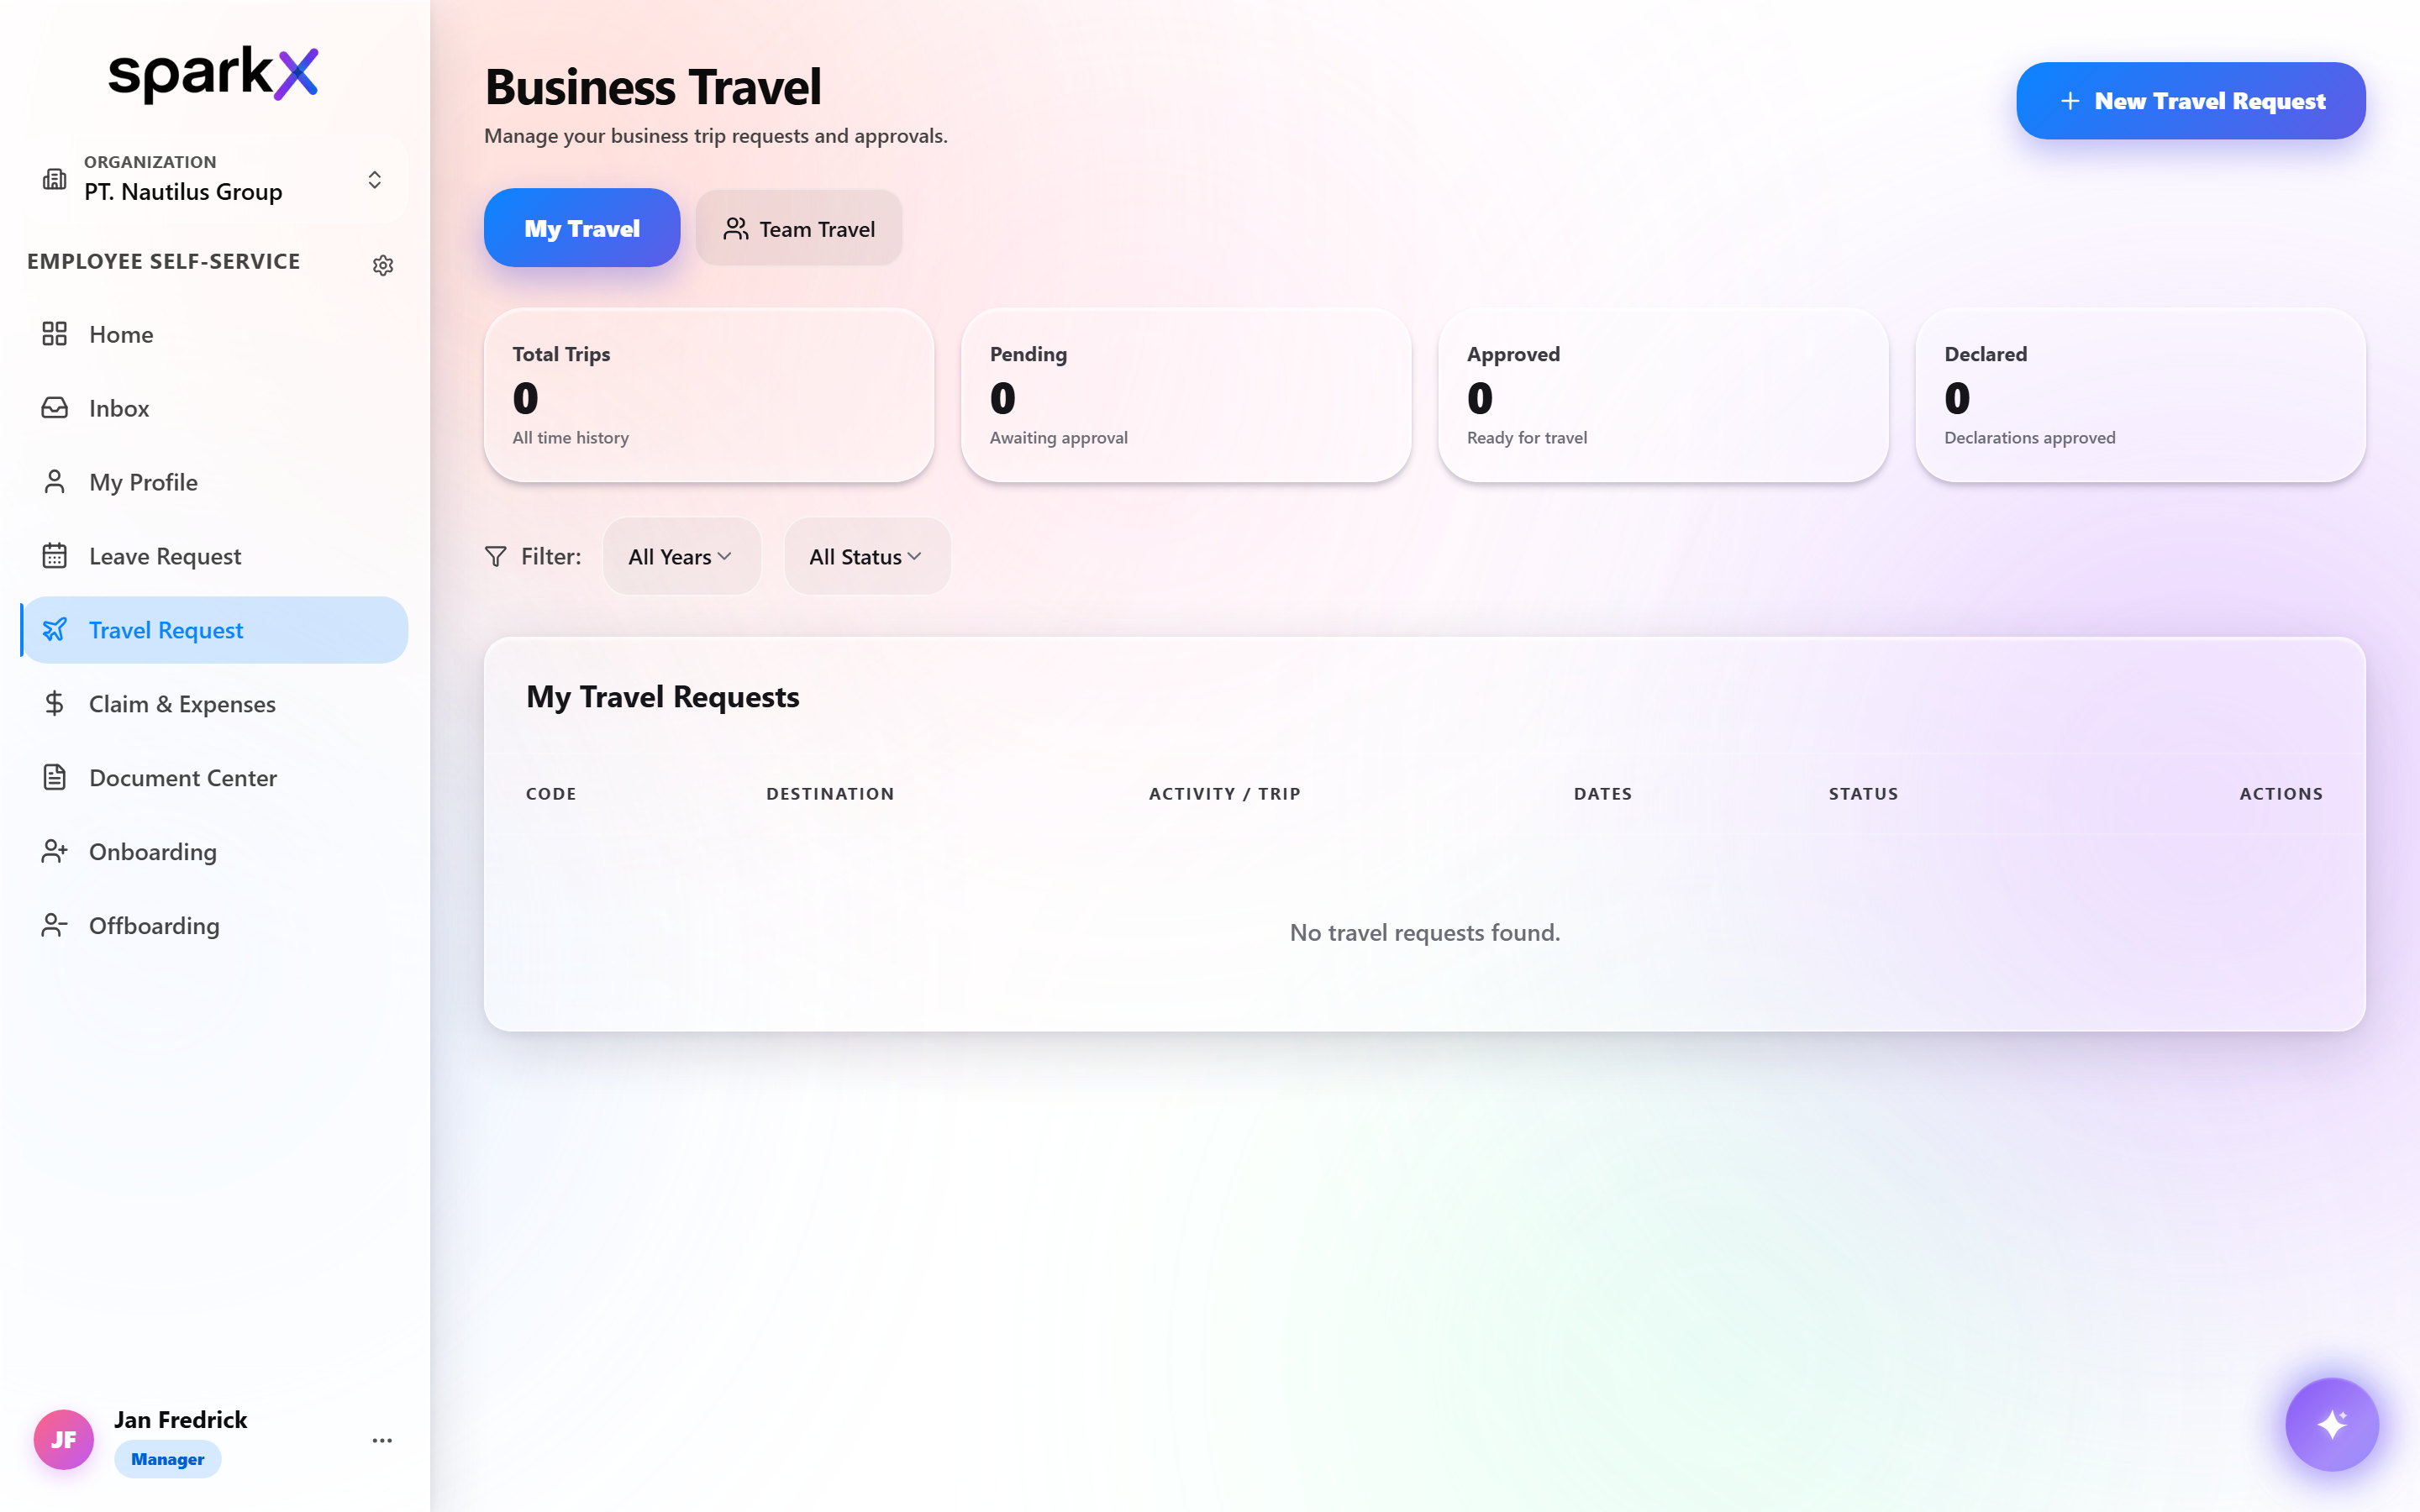 sparkX
ORGANIZATION
PT. Nautilus Group
EMPLOYEE SELF-SERVICE
Home
Inbox
My Profile
Leave Request
Travel Request
Claim & Expenses
Document Center
Onboarding
Offboarding
JF
Jan Fredrick
Manager
Business Travel
Manage your business trip requests and approvals.
New Travel Request
My Travel
Team Travel
Total Trips
0
All time history
Pending
0
Awaiting approval
Approved
0
Ready for travel
Declared
0
Declarations approved
Filter:
All Years
All Status
My Travel Requests
CODE DESTINATION ACTIVITY / TRIP DATES STATUS ACTIONS
No travel requests found.